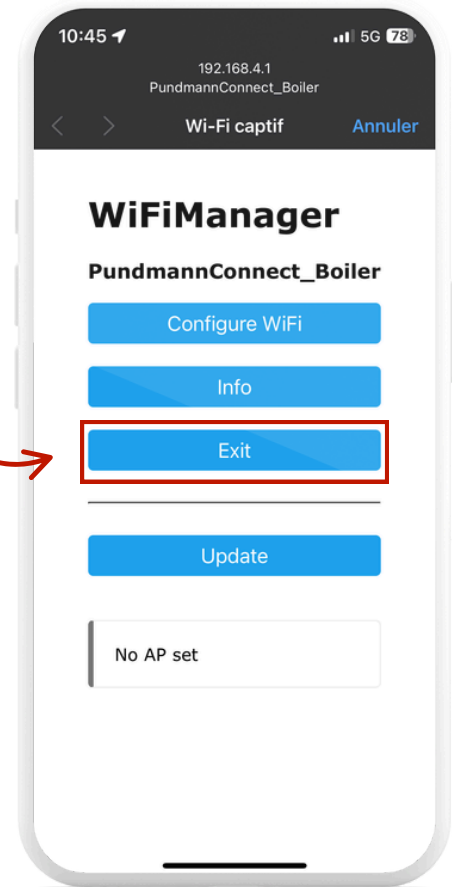 10:45 5G 78
192.168.4.1
PundmannConnect_Boiler
Wi-Fi captif Annuler
WiFiManager
PundmannConnect_Boiler
Configure WiFi
Info
Exit
Update
No AP set